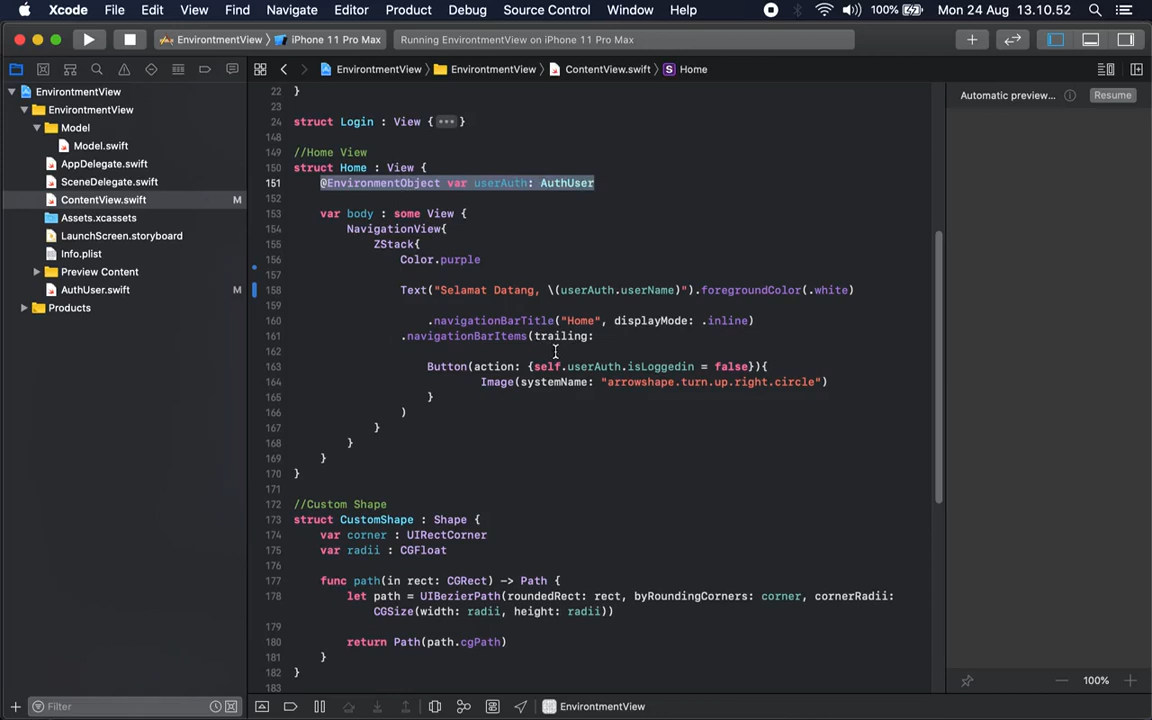 Xcode File Edit View Find Navigate Editor Product Debug Source Control Window Help 100% Mon 24 Aug 13.10.52
EnvirontmentView iPhone 11 Pro Max Running EnvirontmentView on iPhone 11 Pro Max
EnvirontmentView EnvirontmentView ContentView.swift S Home
EnvirontmentView
EnvirontmentView
Model
Model.swift
AppDelegate.swift
SceneDelegate.swift
ContentView.swift M
Assets.xcassets
LaunchScreen.storyboard
Info.plist
Preview Content
AuthUser.swift M
Products
22 }
23
24 struct Login : View { ••• }
148
149 //Home View
150 struct Home : View {
151 @EnvironmentObject var userAuth: AuthUser
152
153 var body : some View {
154 NavigationView{
155 ZStack{
156 Color.purple
157
158 Text("Selamat Datang, \(userAuth.userName)").foregroundColor(.white)
159
160 .navigationBarTitle("Home", displayMode: .inline)
161 .navigationBarItems(trailing:
162
163 Button(action: {self.userAuth.isLoggedin = false}){
164 Image(systemName: "arrowshape.turn.up.right.circle")
165 }
166 )
167 }
168 }
169 }
170 }
171
172 //Custom Shape
173 struct CustomShape : Shape {
174 var corner : UIRectCorner
175 var radii : CGFloat
176
177 func path(in rect: CGRect) -> Path {
178 let path = UIBezierPath(roundedRect: rect, byRoundingCorners: corner, cornerRadii:
CGSize(width: radii, height: radii))
179
180 return Path(path.cgPath)
181 }
182 }
183
Automatic preview... Resume
100%
Filter
EnvirontmentView